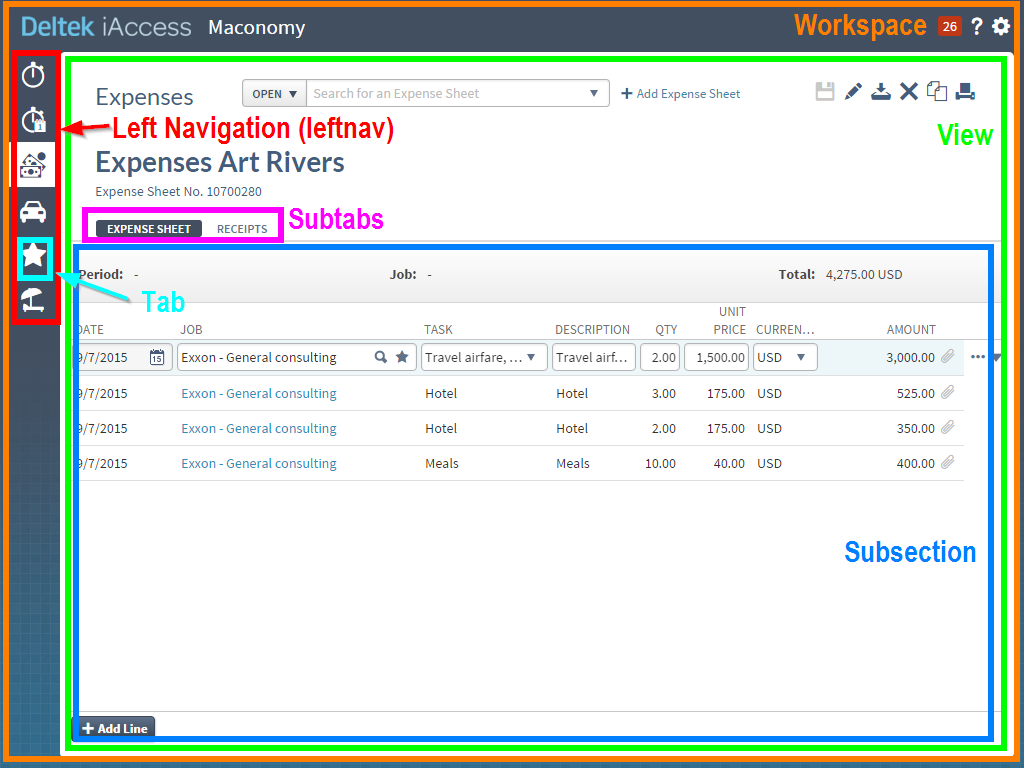 Deltek iAccess Maconomy Workspace 26 ?
Expenses OPEN Search for an Expense Sheet + Add Expense Sheet
Left Navigation (leftnav) View
Expenses Art Rivers
Expense Sheet No. 10700280
EXPENSE SHEET RECEIPTS Subtabs
Period: - Job: - Total: 4,275.00 USD
Tab
DATE JOB TASK DESCRIPTION QTY UNIT PRICE CURREN... AMOUNT
9/7/2015 15 Exxon - General consulting Travel airfare, ... Travel airf... 2.00 1,500.00 USD 3,000.00 •••
9/7/2015 Exxon - General consulting Hotel Hotel 3.00 175.00 USD 525.00
9/7/2015 Exxon - General consulting Hotel Hotel 2.00 175.00 USD 350.00
9/7/2015 Exxon - General consulting Meals Meals 10.00 40.00 USD 400.00
Subsection
+ Add Line